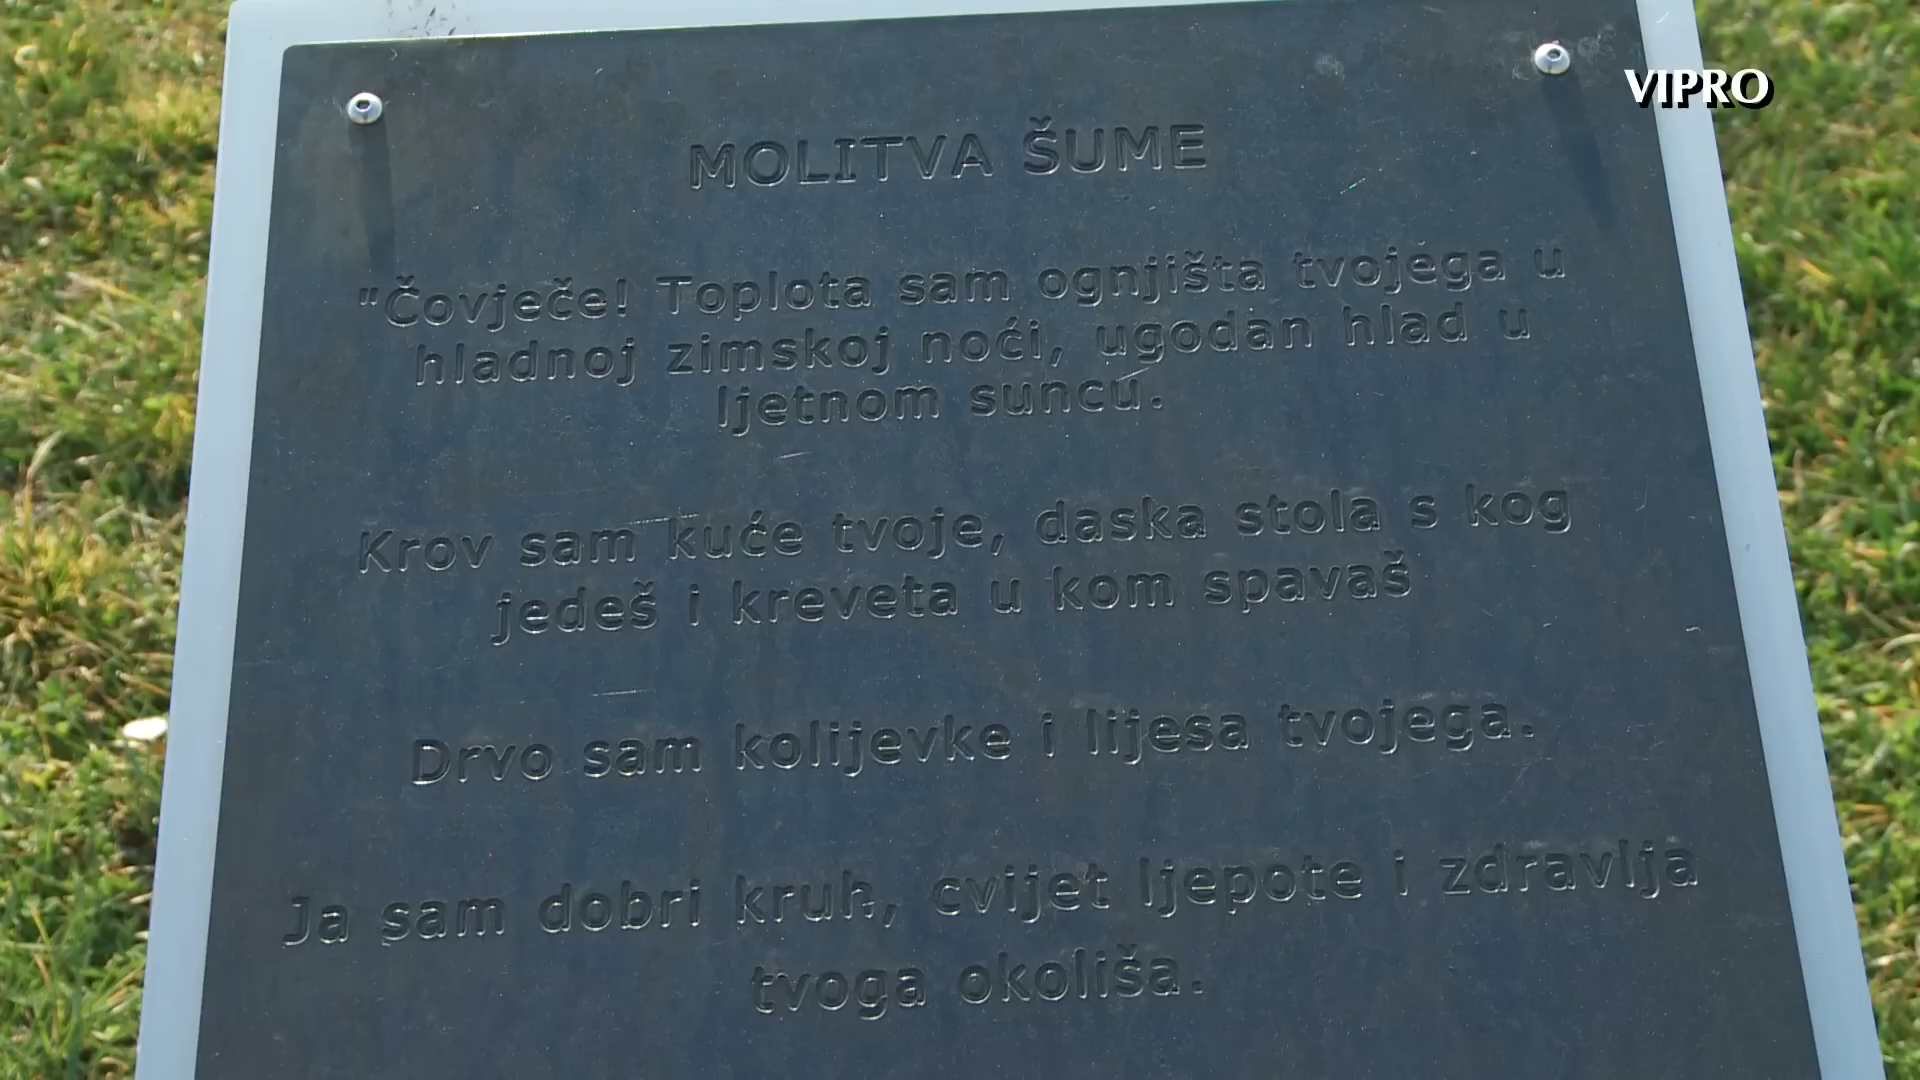 VIPRO
MOLITVA ŠUME
"Čovječe! Toplota sam ognjišta tvojega u
hladnoj zimskoj noći, ugodan hlad u
ljetnom suncu.
Krov sam kuće tvoje, daska stola s kog
jedeš i kreveta u kom spavaš
Drvo sam kolijevke i lijesa tvojega.
Ja sam dobri kruh, cvijet ljepote i zdravlja
tvoga okoliša.